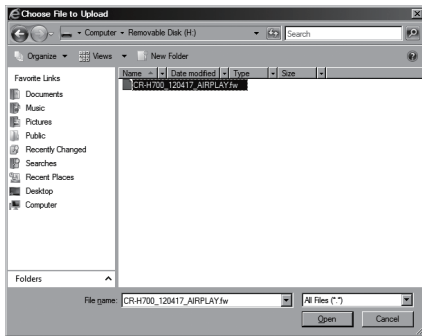 Choose File to Upload
Computer Removable Disk (H:) Search
Organize Views New Folder
Favorite Links
Documents
Music
Pictures
Public
Recently Changed
Searches
Recent Places
Desktop
Computer
Folders
Name Date modified Type Size
CR-H700_120417_AIRPLAY.fw
File name: CR-H700_120417_AIRPLAY.fw All Files (*.*)
Open Cancel